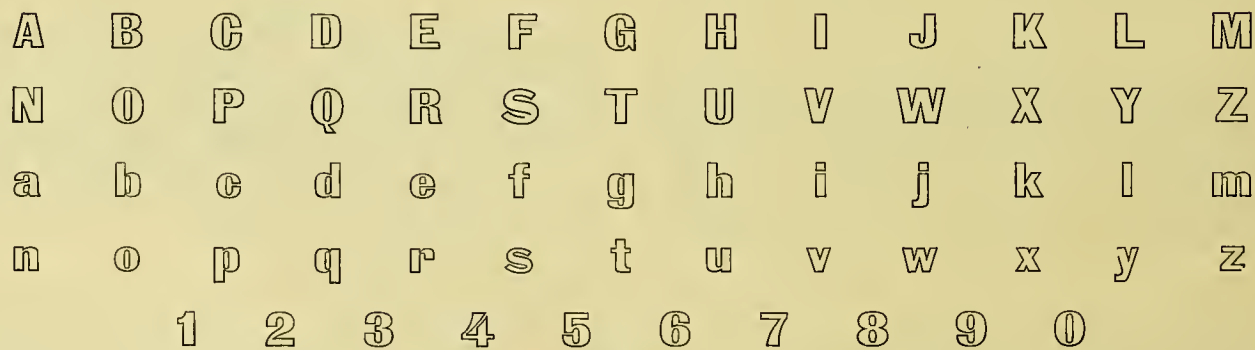 A B C D E F G H I J K L M
N O P Q R S T U V W X Y Z
a b c d e f g h i j k l m
n o p q r s t u v w x y z
1 2 3 4 5 6 7 8 9 0